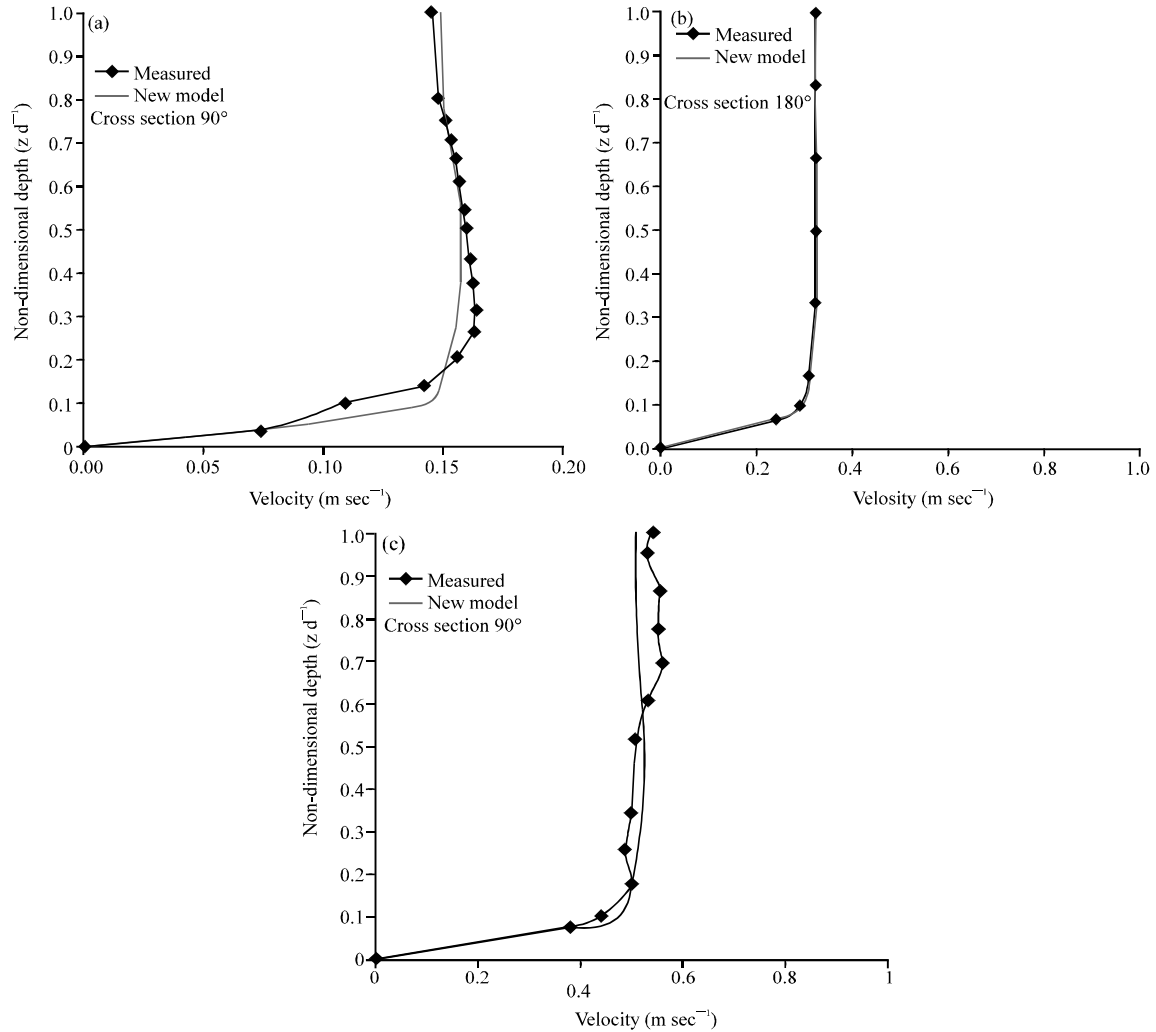 (a)
Measured
New model
Cross section 90°
Non-dimensional depth (z d⁻¹)
1.0
0.9
0.8
0.7
0.6
0.5
0.4
0.3
0.2
0.1
0
0.00
0.05
0.10
0.15
0.20
Velocity (m sec⁻¹)
(b)
Measured
New model
Cross section 180°
Non-dimensional depth (z d⁻¹)
1.0
0.9
0.8
0.7
0.6
0.5
0.4
0.3
0.2
0.1
0.0
0
0.2
0.4
0.6
0.8
1.0
Velosity (m sec⁻¹)
(c)
Measured
New model
Cross section 90°
Non-dimensional depth (z d⁻¹)
1.0
0.9
0.8
0.7
0.6
0.5
0.4
0.3
0.2
0.1
0
0
0.2
0.4
0.6
0.8
1
Velocity (m sec⁻¹)